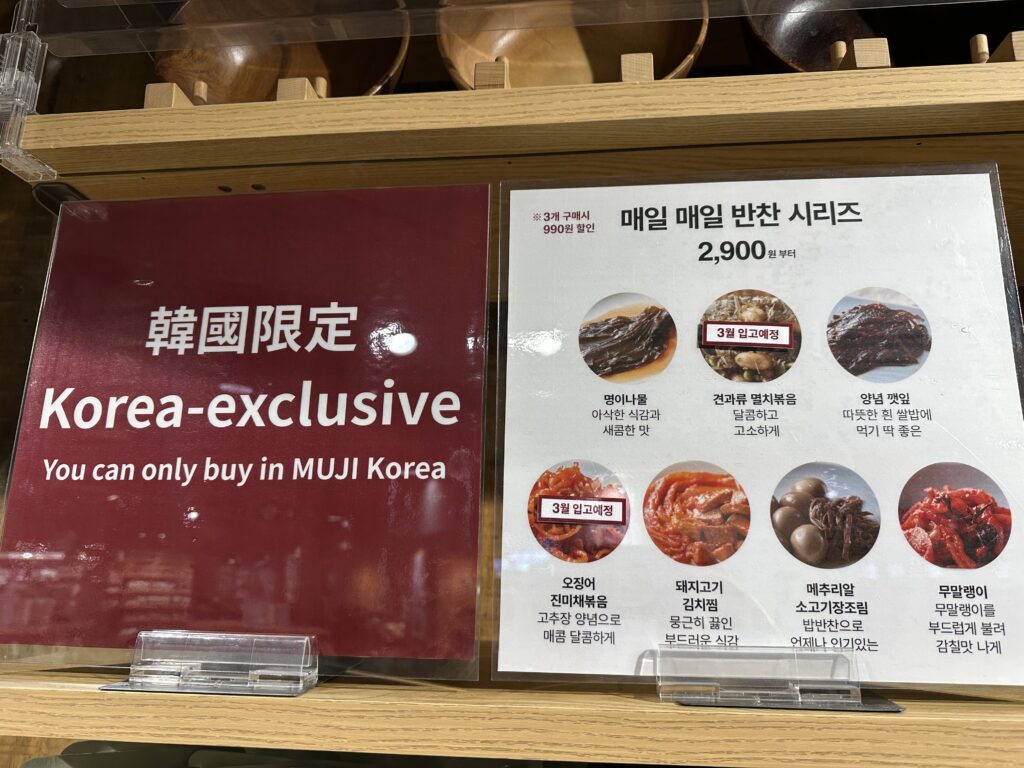 韓國限定
Korea-exclusive
You can only buy in MUJI Korea
※ 3개 구매시
990원 할인
매일 매일 반찬 시리즈
2,900원 부터
명이나물
아삭한 식감과
새콤한 맛
3월 입고예정
견과류 멸치볶음
달콤하고
고소하게
양념 깻잎
따뜻한 흰 쌀밥에
먹기 딱 좋은
3월 입고예정
오징어
진미채볶음
고추장 양념으로
매콤 달콤하게
돼지고기
김치찜
뭉근히 끓인
부드러운 식감
메추리알
소고기장조림
밥반찬으로
언제나 인기있는
무말랭이
무말랭이를
부드럽게 불려
감칠맛 나게